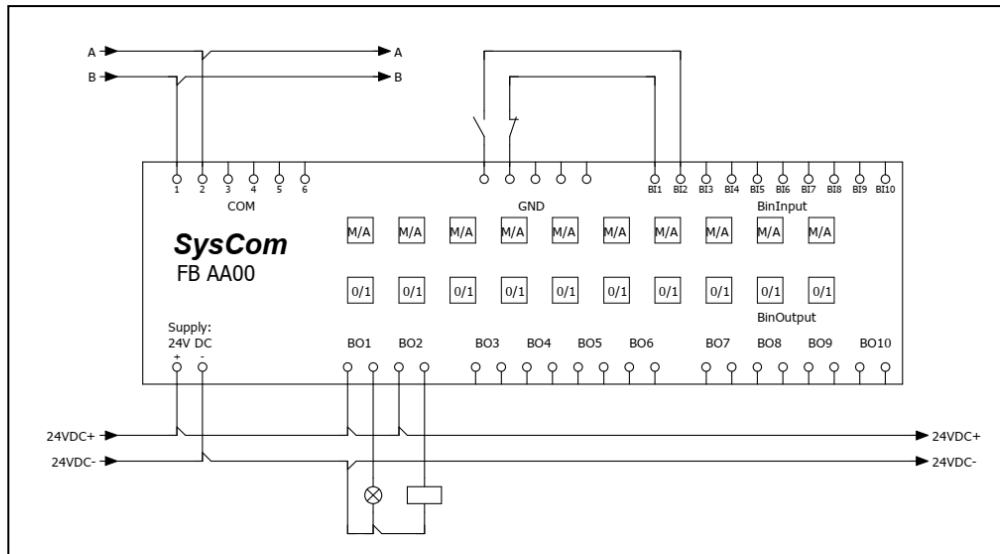 A A
B B
1 2 3 4 5 6 BI1 BI2 BI3 BI4 BI5 BI6 BI7 BI8 BI9 BI10
COM GND BinInput
M/A M/A M/A M/A M/A M/A M/A M/A M/A M/A
SysCom
FB AA00
0/1 0/1 0/1 0/1 0/1 0/1 0/1 0/1 0/1 0/1
BinOutput
Supply:
24V DC BO1 BO2 BO3 BO4 BO5 BO6 BO7 BO8 BO9 BO10
+ -
24VDC+ 24VDC+
24VDC- 24VDC-